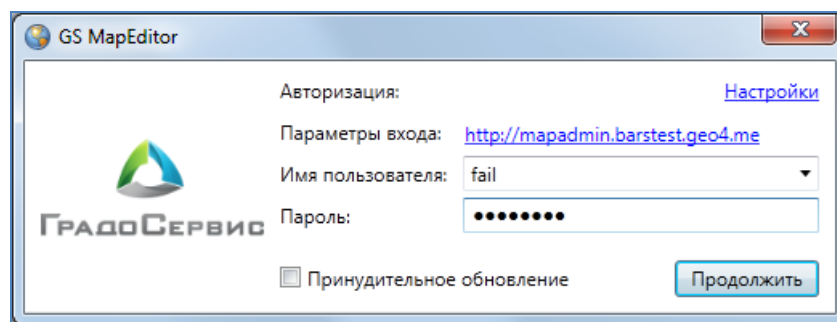 GS MapEditor
Авторизация: Настройки
Параметры входа: http://mapadmin.barstest.geo4.me
Имя пользователя: fail
ГрадоСервис
Пароль: ●●●●●●●●
Принудительное обновление Продолжить